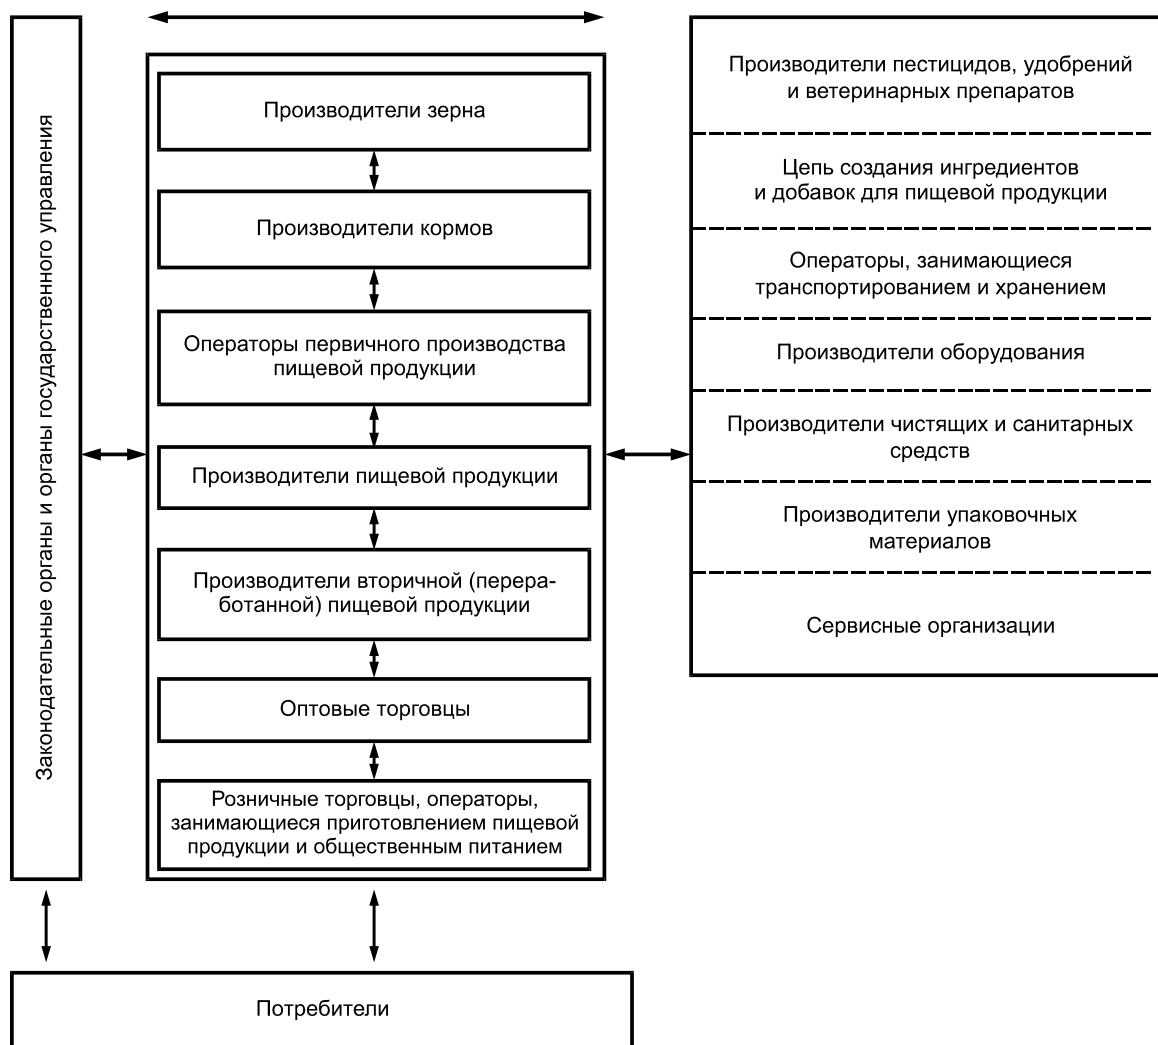 Законодательные органы и органы государственного управления
Производители зерна
Производители кормов
Операторы первичного производства
пищевой продукции
Производители пищевой продукции
Производители вторичной (перера-
ботанной) пищевой продукции
Оптовые торговцы
Розничные торговцы, операторы,
занимающиеся приготовлением пищевой
продукции и общественным питанием
Производители пестицидов, удобрений
и ветеринарных препаратов
Цепь создания ингредиентов
и добавок для пищевой продукции
Операторы, занимающиеся
транспортированием и хранением
Производители оборудования
Производители чистящих и санитарных
средств
Производители упаковочных
материалов
Сервисные организации
Потребители